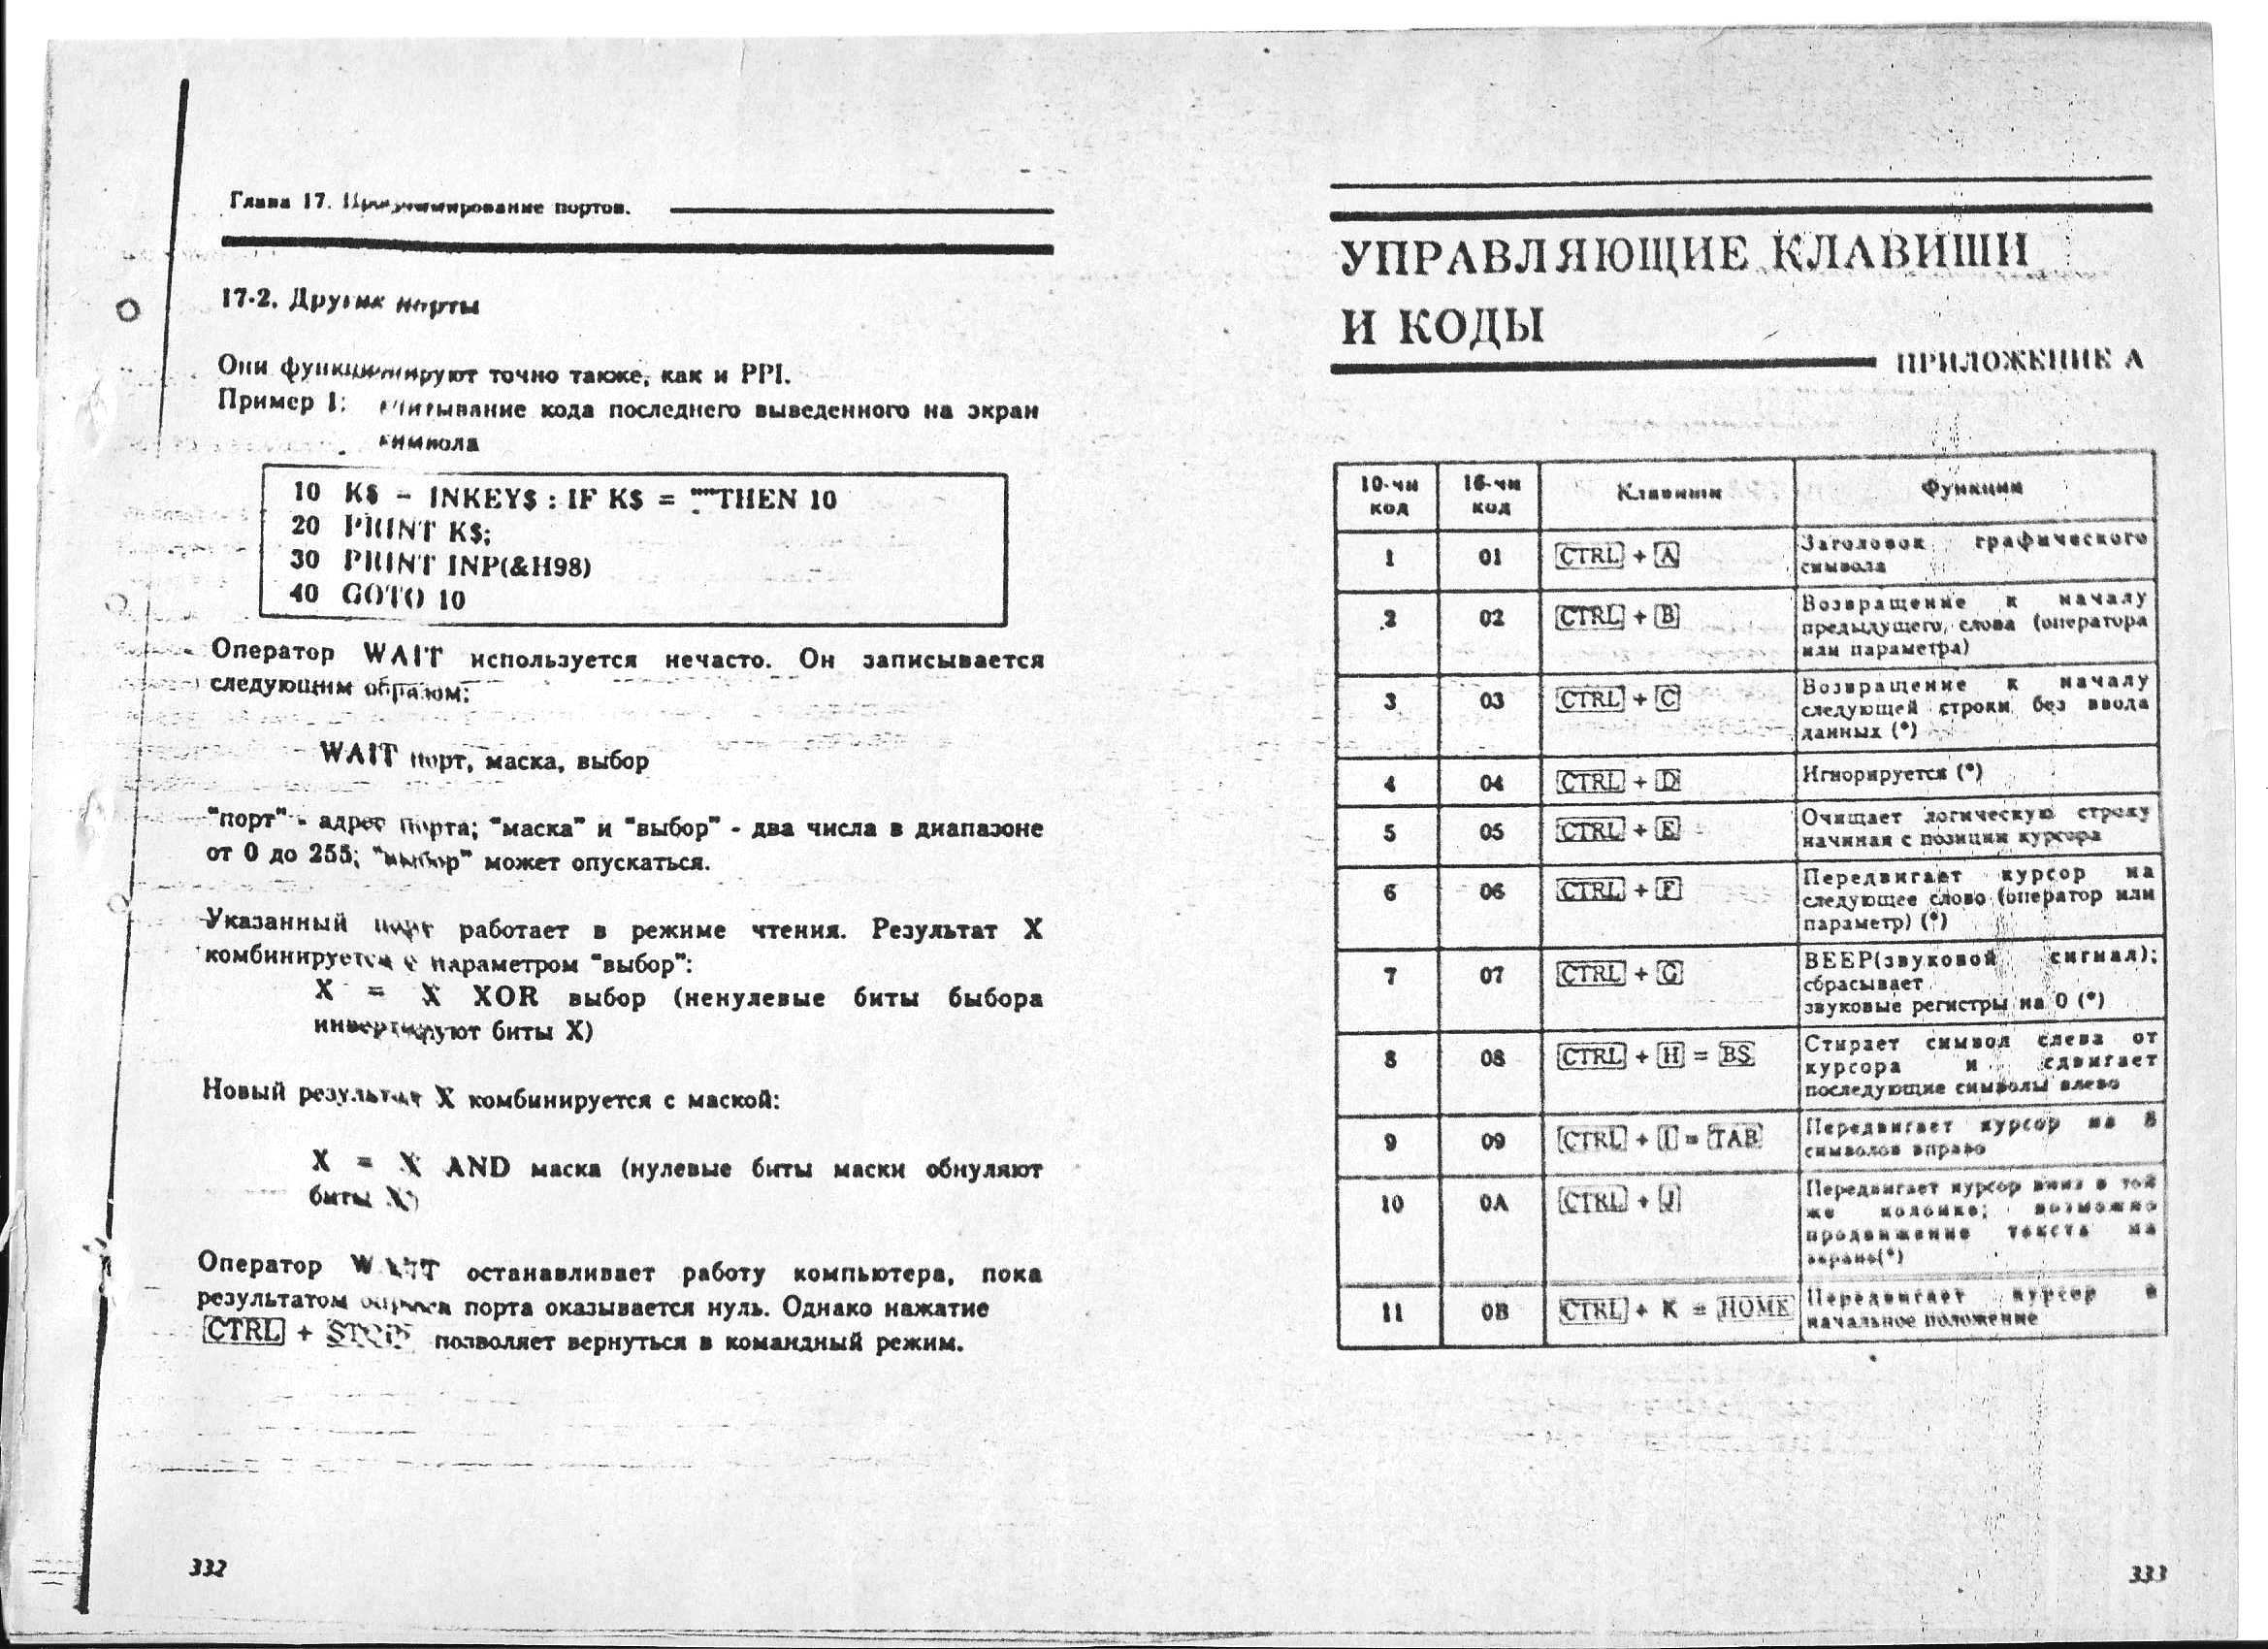 Глава 17. Программирование портов.
17-2. Другие порты
Они функционируют точно также, как и PPI.
Пример 1: считывание кода последнего выведенного на экран
символа
10 K$ - INKEY$ : IF K$ = ""THEN 10
20 PRINT K$;
30 PRINT INP(&H98)
40 GOTO 10
Оператор WAIT используется нечасто. Он записывается
следующим образом:
WAIT порт, маска, выбор
"порт" - адрес порта; "маска" и "выбор" - два числа в диапазоне
от 0 до 255; "выбор" может опускаться.
Указанный порт работает в режиме чтения. Результат X
комбинируется с параметром "выбор":
X = X XOR выбор (ненулевые биты быбора
инвертируют биты X)
Новый результат X комбинируется с маской:
X = X AND маска (нулевые биты маски обнуляют
биты X)
Оператор WAIT останавливает работу компьютера, пока
результатом опроса порта оказывается нуль. Однако нажатие
CTRL + STOP позволяет вернуться в командный режим.
332
УПРАВЛЯЮЩИЕ КЛАВИШИ
И КОДЫ
ПРИЛОЖЕНИЕ А
10-чн код 16-чн код Клавиши Функции
1 01 CTRL + A Заголовок графического
символа
2 02 CTRL + B Возвращение к началу
предыдущего, слова (оператора
или параметра)
3 03 CTRL + C Возвращение к началу
следующей строки без ввода
данных (*)
4 04 CTRL + D Игнорируется (*)
5 05 CTRL + E Очищает логическую строку
начиная с позиции курсора
6 06 CTRL + F Передвигает курсор на
следующее слово (оператор или
параметр) (*)
7 07 CTRL + G BEEP(звуковой сигнал);
сбрасывает
звуковые регистры на 0 (*)
8 08 CTRL + H = BS Стирает символ слева от
курсора и сдвигает
последующие символы влево
9 09 CTRL + I = TAB Передвигает курсор на 8
символов вправо
10 0A CTRL + J Передвигает курсор вниз в той
же колонке; возможно
продвижение текста на
экране(*)
11 0B CTRL + K = HOME Передвигает курсор в
начальное положение
333